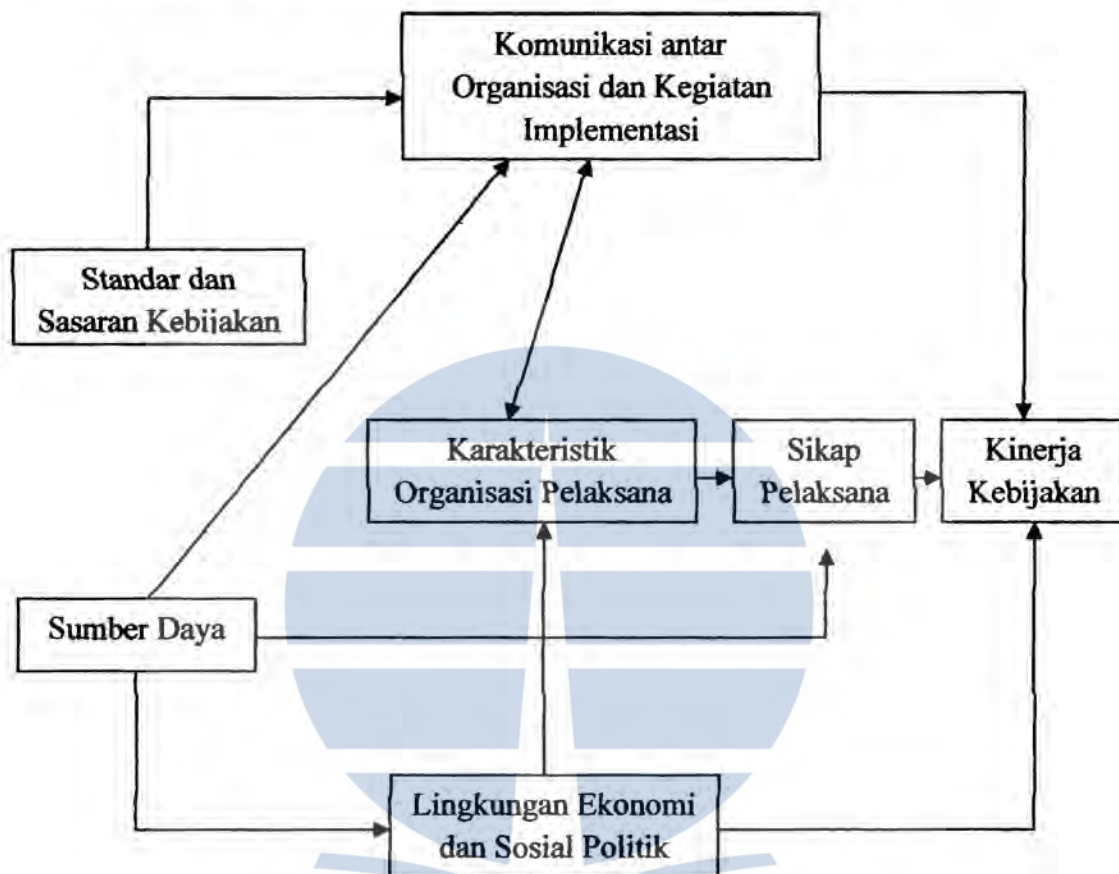 Komunikasi antar
Organisasi dan Kegiatan
Implementasi
Standar dan
Sasaran Kebijakan
Karakteristik
Organisasi Pelaksana
Sikap
Pelaksana
Kinerja
Kebijakan
Sumber Daya
Lingkungan Ekonomi
dan Sosial Politik